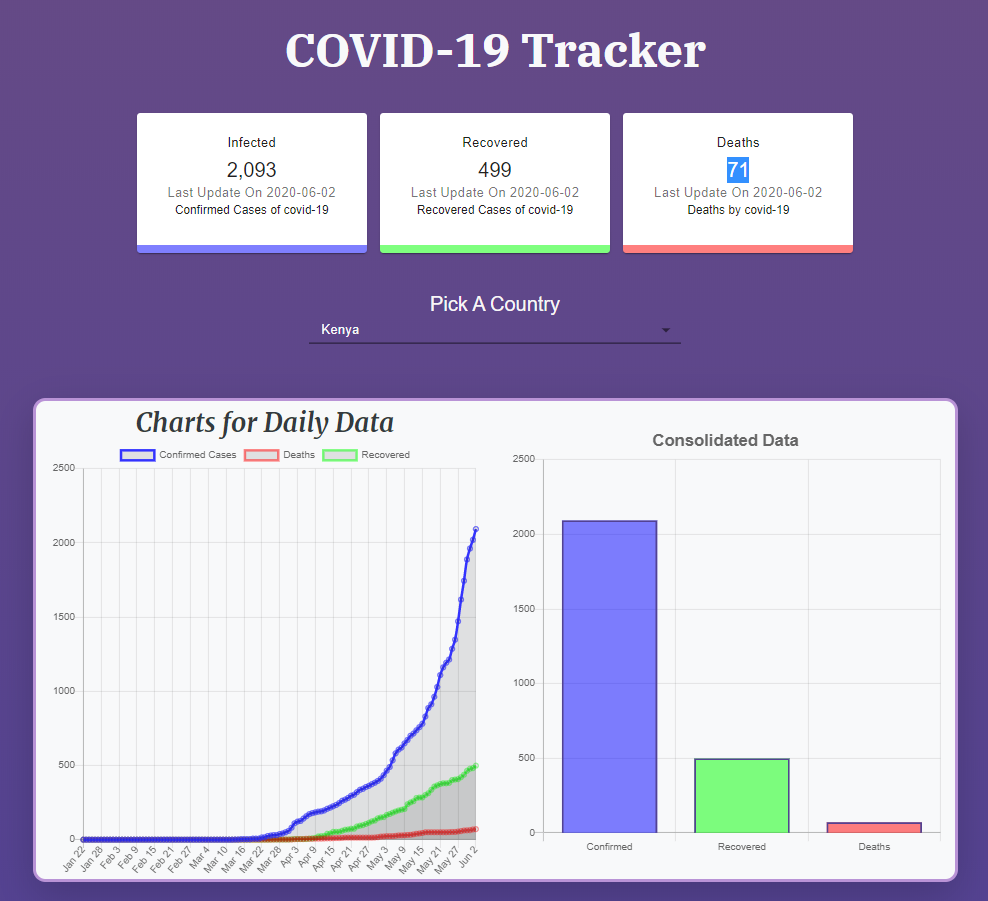 COVID-19 Tracker
Infected
2,093
Last Update On 2020-06-02
Confirmed Cases of covid-19
Recovered
499
Last Update On 2020-06-02
Recovered Cases of covid-19
Deaths
71
Last Update On 2020-06-02
Deaths by covid-19
Pick A Country
Kenya
Charts for Daily Data
Confirmed Cases Deaths Recovered
2500
2000
1500
1000
500
0
Jan 22 Jan 28 Feb 3 Feb 9 Feb 15 Feb 21 Feb 27 Mar 4 Mar 10 Mar 16 Mar 22 Mar 28 Apr 3 Apr 9 Apr 15 Apr 21 Apr 27 May 3 May 9 May 15 May 21 May 27 Jun 2
Consolidated Data
2500
2000
1500
1000
500
0
Confirmed Recovered Deaths